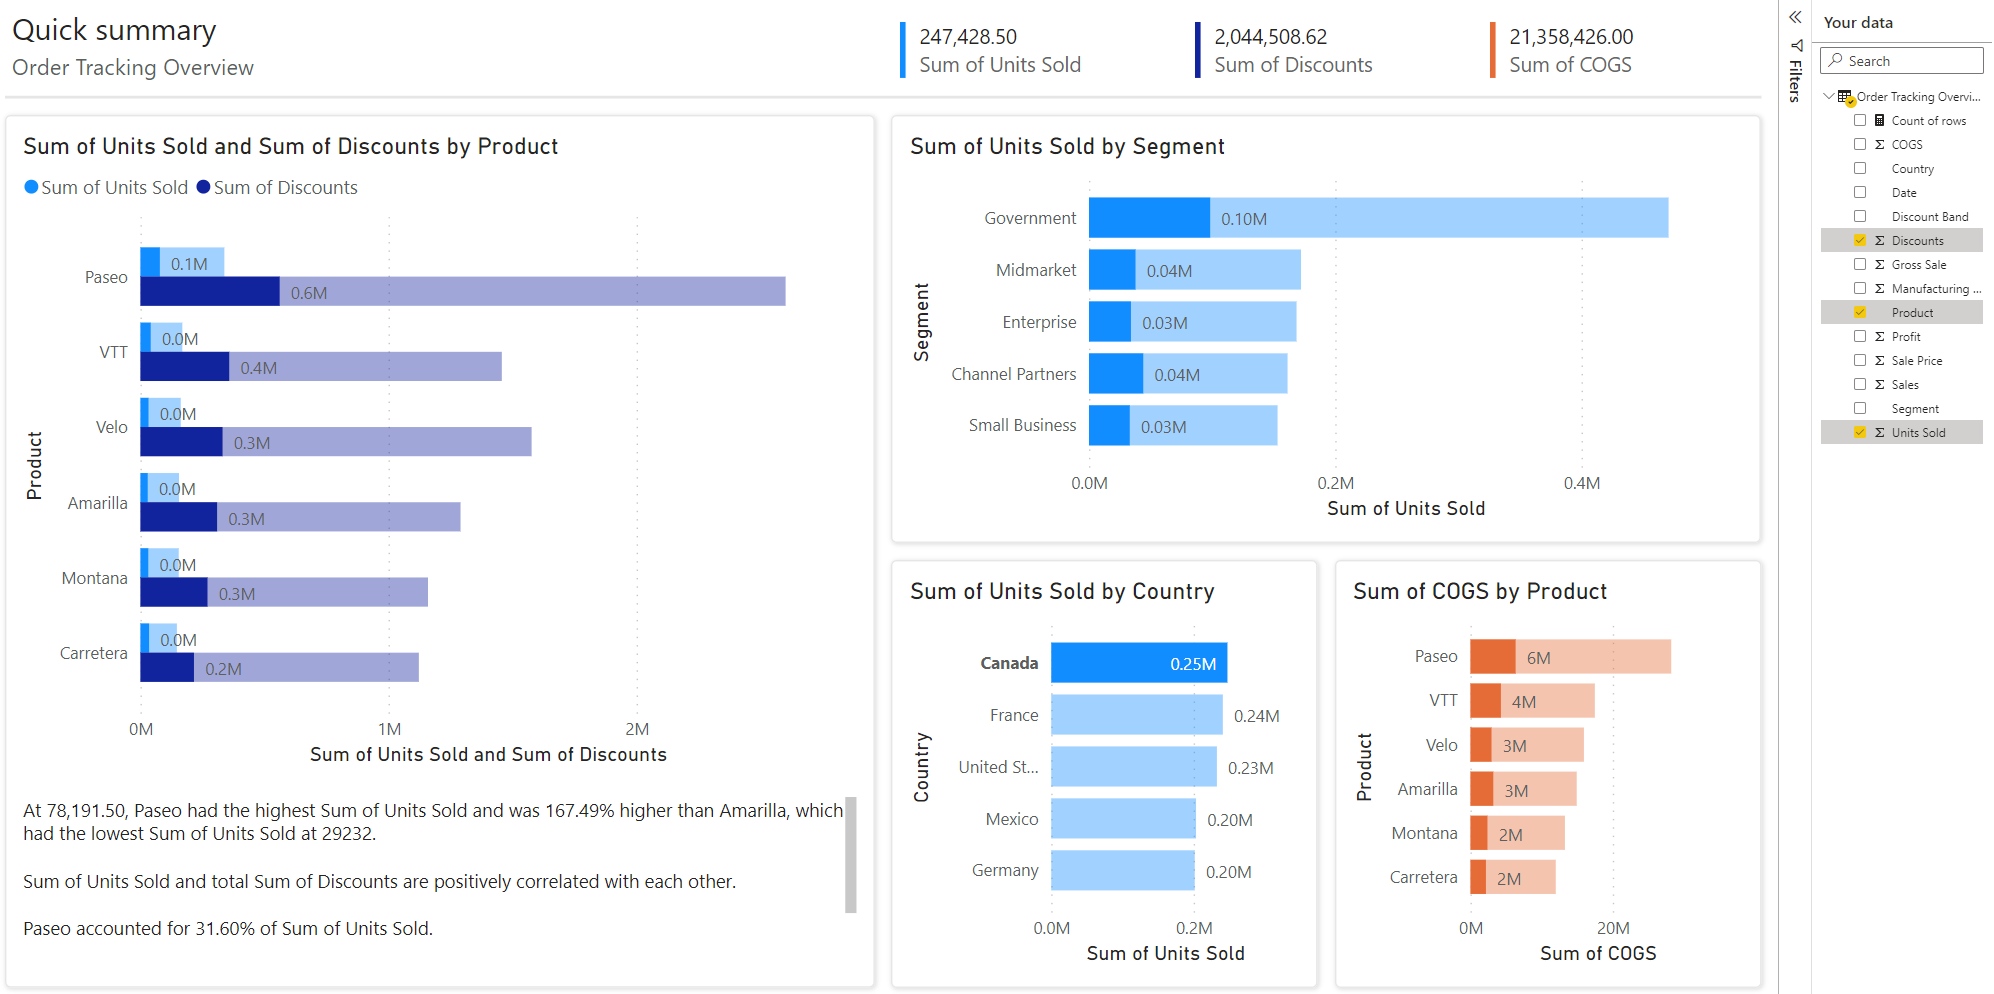 Quick summary
Order Tracking Overview
247,428.50
Sum of Units Sold
2,044,508.62
Sum of Discounts
21,358,426.00
Sum of COGS
Sum of Units Sold and Sum of Discounts by Product
Sum of Units Sold
Sum of Discounts
Product
Paseo
0.1M
0.6M
VTT
0.0M
0.4M
Velo
0.0M
0.3M
Amarilla
0.0M
0.3M
Montana
0.0M
0.3M
Carretera
0.0M
0.2M
0M
1M
2M
Sum of Units Sold and Sum of Discounts
At 78,191.50, Paseo had the highest Sum of Units Sold and was 167.49% higher than Amarilla, which
had the lowest Sum of Units Sold at 29232.
Sum of Units Sold and total Sum of Discounts are positively correlated with each other.
Paseo accounted for 31.60% of Sum of Units Sold.
Sum of Units Sold by Segment
Segment
Government
0.10M
Midmarket
0.04M
Enterprise
0.03M
Channel Partners
0.04M
Small Business
0.03M
0.0M
0.2M
0.4M
Sum of Units Sold
Sum of Units Sold by Country
Country
Canada
0.25M
France
0.24M
United St...
0.23M
Mexico
0.20M
Germany
0.20M
0.0M
0.2M
Sum of Units Sold
Sum of COGS by Product
Product
Paseo
6M
VTT
4M
Velo
3M
Amarilla
3M
Montana
2M
Carretera
2M
0M
20M
Sum of COGS
Filters
Your data
Search
Order Tracking Overvi...
Count of rows
COGS
Country
Date
Discount Band
Discounts
Gross Sale
Manufacturing ...
Product
Profit
Sale Price
Sales
Segment
Units Sold